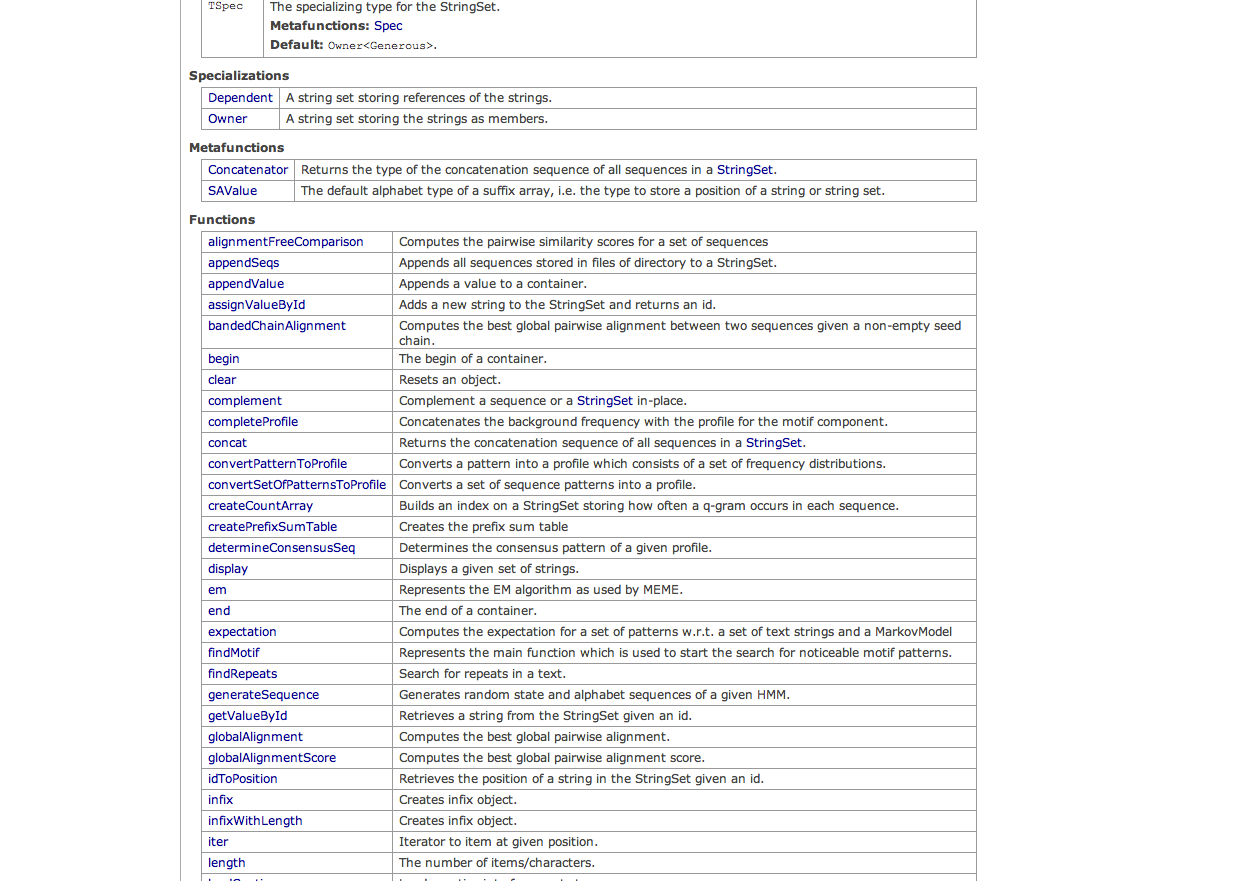 TSpec The specializing type for the StringSet.
Metafunctions: Spec
Default: Owner<Generous>.
Specializations
Dependent A string set storing references of the strings.
Owner A string set storing the strings as members.
Metafunctions
Concatenator Returns the type of the concatenation sequence of all sequences in a StringSet.
SAValue The default alphabet type of a suffix array, i.e. the type to store a position of a string or string set.
Functions
alignmentFreeComparison Computes the pairwise similarity scores for a set of sequences
appendSeqs Appends all sequences stored in files of directory to a StringSet.
appendValue Appends a value to a container.
assignValueById Adds a new string to the StringSet and returns an id.
bandedChainAlignment Computes the best global pairwise alignment between two sequences given a non-empty seed
chain.
begin The begin of a container.
clear Resets an object.
complement Complement a sequence or a StringSet in-place.
completeProfile Concatenates the background frequency with the profile for the motif component.
concat Returns the concatenation sequence of all sequences in a StringSet.
convertPatternToProfile Converts a pattern into a profile which consists of a set of frequency distributions.
convertSetOfPatternsToProfile Converts a set of sequence patterns into a profile.
createCountArray Builds an index on a StringSet storing how often a q-gram occurs in each sequence.
createPrefixSumTable Creates the prefix sum table
determineConsensusSeq Determines the consensus pattern of a given profile.
display Displays a given set of strings.
em Represents the EM algorithm as used by MEME.
end The end of a container.
expectation Computes the expectation for a set of patterns w.r.t. a set of text strings and a MarkovModel
findMotif Represents the main function which is used to start the search for noticeable motif patterns.
findRepeats Search for repeats in a text.
generateSequence Generates random state and alphabet sequences of a given HMM.
getValueById Retrieves a string from the StringSet given an id.
globalAlignment Computes the best global pairwise alignment.
globalAlignmentScore Computes the best global pairwise alignment score.
idToPosition Retrieves the position of a string in the StringSet given an id.
infix Creates infix object.
infixWithLength Creates infix object.
iter Iterator to item at given position.
length The number of items/characters.